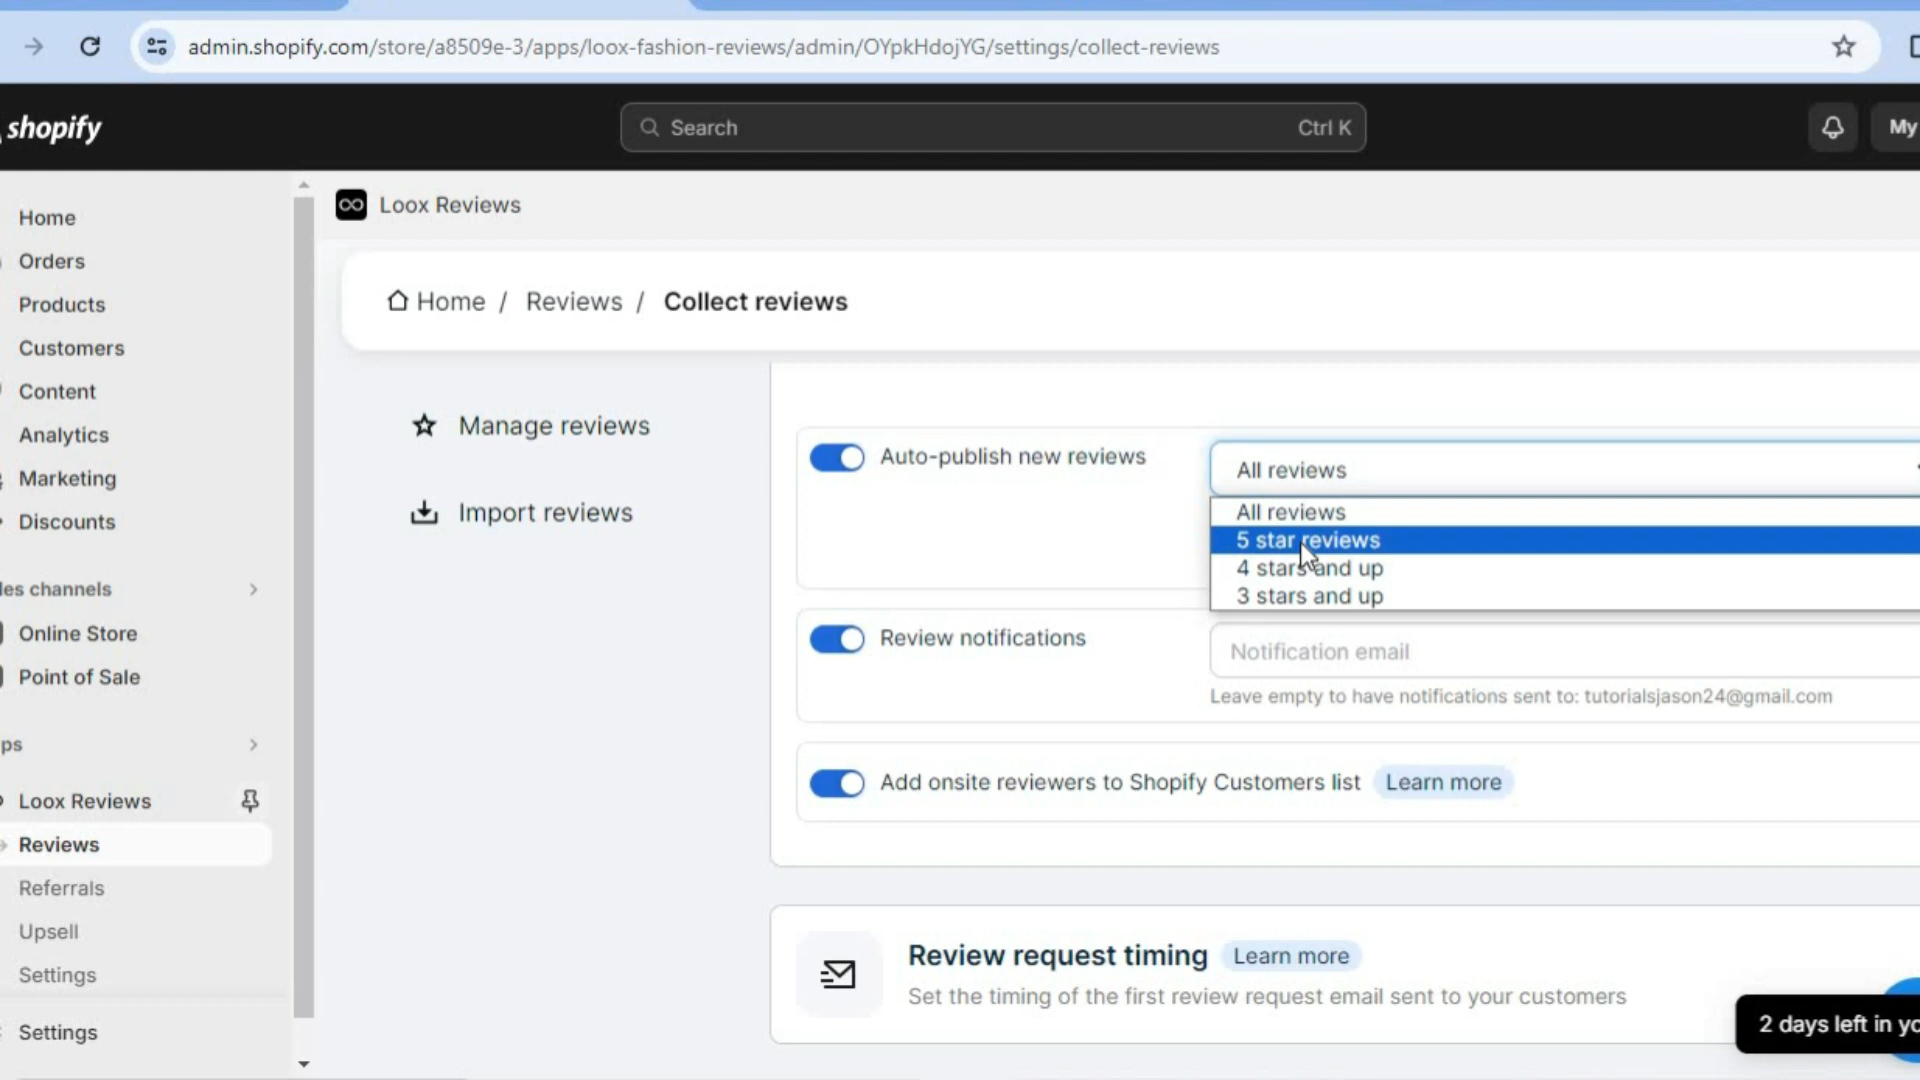 admin.shopify.com/store/a8509e-3/apps/loox-fashion-reviews/admin/OYpkHdojYG/settings/collect-reviews
shopify
Search
Ctrl K
My
Home
Orders
Products
Customers
Content
Analytics
Marketing
Discounts
les channels
Online Store
Point of Sale
ps
Loox Reviews
Reviews
Referrals
Upsell
Settings
Settings
Loox Reviews
Home / Reviews / Collect reviews
Manage reviews
Import reviews
Auto-publish new reviews
All reviews
All reviews
5 star reviews
4 stars and up
3 stars and up
Review notifications
Notification email
Leave empty to have notifications sent to: tutorialsjason24@gmail.com
Add onsite reviewers to Shopify Customers list
Learn more
Review request timing
Learn more
Set the timing of the first review request email sent to your customers
2 days left in yo